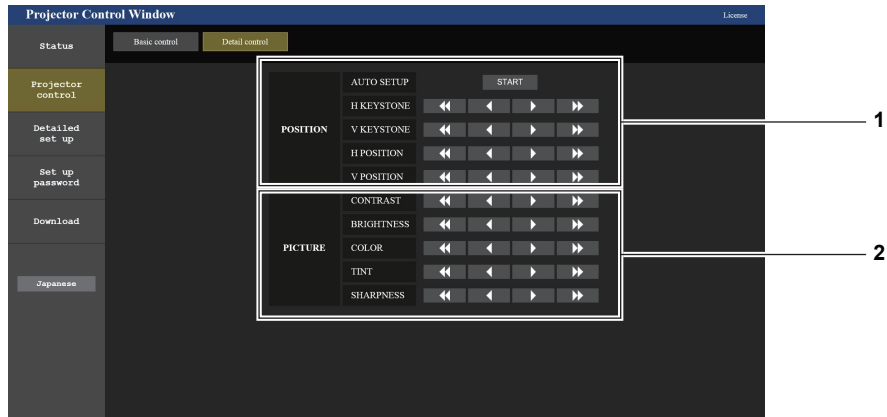 Projector Control Window
License
Status
Basic control
Detail control
Projector
control
Detailed
set up
Set up
password
Download
Japanese
POSITION
AUTO SETUP
START
H KEYSTONE
V KEYSTONE
H POSITION
V POSITION
PICTURE
CONTRAST
BRIGHTNESS
COLOR
TINT
SHARPNESS
1
2